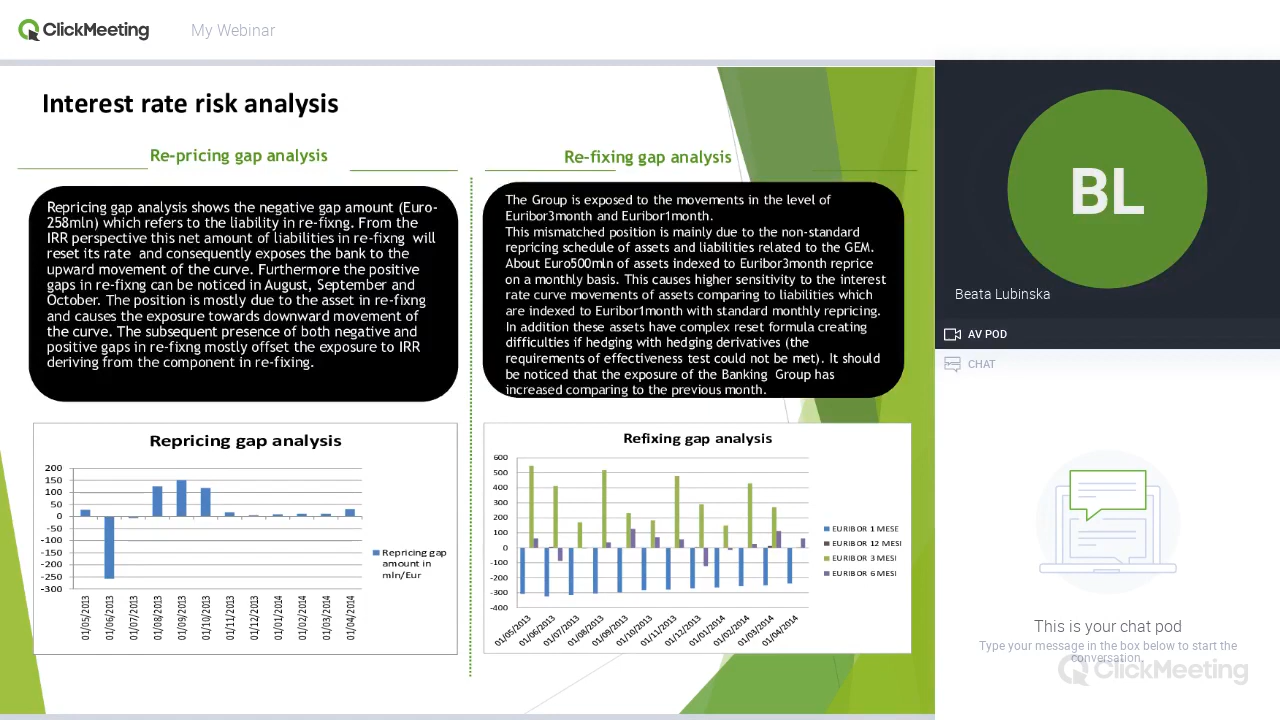 ClickMeeting
My Webinar
Interest rate risk analysis
Re-pricing gap analysis
Repricing gap analysis shows the negative gap amount (Euro-
258mln) which refers to the liability in re-fixng. From the
IRR perspective this net amount of liabilities in re-fixng will
reset its rate and consequently exposes the bank to the
upward movement of the curve. Furthermore the positive
gaps in re-fixng can be noticed in August, September and
October. The position is mostly due to the asset in re-fixng
and causes the exposure towards downward movement of
the curve. The subsequent presence of both negative and
positive gaps in re-fixng mostly offset the exposure to IRR
deriving from the component in re-fixing.
Re-fixing gap analysis
The Group is exposed to the movements in the level of
Euribor3month and Euribor1month.
This mismatched position is mainly due to the non-standard
repricing schedule of assets and liabilities related to the GEM.
About Euro500mln of assets indexed to Euribor3month reprice
on a monthly basis. This causes higher sensitivity to the interest
rate curve movements of assets comparing to liabilities which
are indexed to Euribor1month with standard monthly repricing.
In addition these assets have complex reset formula creating
difficulties if hedging with hedging derivatives (the
requirements of effectiveness test could not be met). It should
be noticed that the exposure of the Banking Group has
increased comparing to the previous month.
Repricing gap analysis
200
150
100
50
0
-50
-100
-150
-200
-250
-300
01/05/2013
01/06/2013
01/07/2013
01/08/2013
01/09/2013
01/10/2013
01/11/2013
01/12/2013
01/01/2014
01/02/2014
01/03/2014
01/04/2014
Repricing gap
amount in
mln/Eur
Refixing gap analysis
600
500
400
300
200
100
0
-100
-200
-300
-400
01/05/2013
01/06/2013
01/07/2013
01/08/2013
01/09/2013
01/10/2013
01/11/2013
01/12/2013
01/01/2014
01/02/2014
01/03/2014
01/04/2014
EURIBOR 1 MESE
EURIBOR 12 MESI
EURIBOR 3 MESI
EURIBOR 6 MESI
BL
Beata Lubinska
AV POD
CHAT
This is your chat pod
Type your message in the box below to start the
conversation.
ClickMeeting